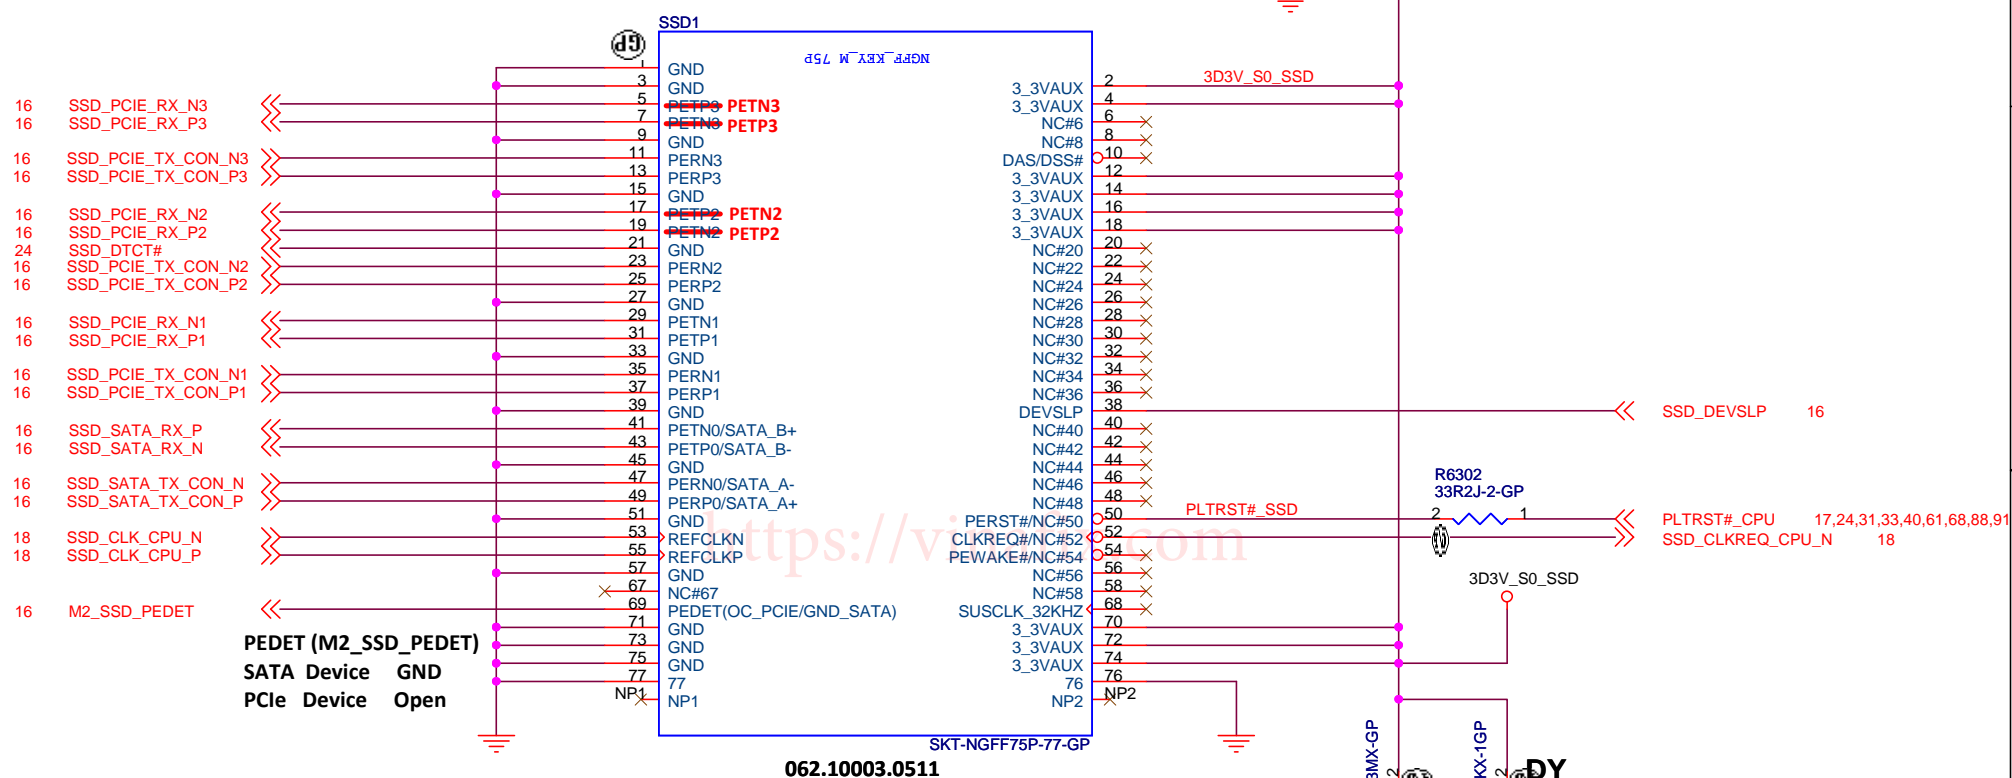 SSD1
GP
NGFF_KEY_M 75P
1 GND
3 GND
16 SSD_PCIE_RX_N3 5 PETP3 PETN3
16 SSD_PCIE_RX_P3 7 PETN3 PETP3
9 GND
16 SSD_PCIE_TX_CON_N3 11 PERN3
16 SSD_PCIE_TX_CON_P3 13 PERP3
15 GND
16 SSD_PCIE_RX_N2 17 PETP2 PETN2
16 SSD_PCIE_RX_P2 19 PETN2 PETP2
24 SSD_DTCT# 21 GND
16 SSD_PCIE_TX_CON_N2 23 PERN2
16 SSD_PCIE_TX_CON_P2 25 PERP2
27 GND
16 SSD_PCIE_RX_N1 29 PETN1
16 SSD_PCIE_RX_P1 31 PETP1
33 GND
16 SSD_PCIE_TX_CON_N1 35 PERN1
16 SSD_PCIE_TX_CON_P1 37 PERP1
39 GND
16 SSD_SATA_RX_P 41 PETN0/SATA_B+
16 SSD_SATA_RX_N 43 PETP0/SATA_B-
45 GND
16 SSD_SATA_TX_CON_N 47 PERN0/SATA_A-
16 SSD_SATA_TX_CON_P 49 PERP0/SATA_A+
51 GND
18 SSD_CLK_CPU_N 53 REFCLKN
18 SSD_CLK_CPU_P 55 REFCLKP
57 GND
67 NC#67
16 M2_SSD_PEDET 69 PEDET(OC_PCIE/GND_SATA)
71 GND
73 GND
75 GND
77 77
NP1 NP1
PEDET (M2_SSD_PEDET)
SATA Device GND
PCIe Device Open
3_3VAUX 2 3D3V_S0_SSD
3_3VAUX 4
NC#6 6
NC#8 8
DAS/DSS# 10
3_3VAUX 12
3_3VAUX 14
3_3VAUX 16
3_3VAUX 18
NC#20 20
NC#22 22
NC#24 24
NC#26 26
NC#28 28
NC#30 30
NC#32 32
NC#34 34
NC#36 36
DEVSLP 38 SSD_DEVSLP 16
NC#40 40
NC#42 42
NC#44 44
NC#46 46
NC#48 48
R6302
33R2J-2-GP
PERST#/NC#50 50 PLTRST#_SSD 2 1 PLTRST#_CPU 17,24,31,33,40,61,68,88,91
CLKREQ#/NC#52 52 SSD_CLKREQ_CPU_N 18
PEWAKE#/NC#54 54
NC#56 56
NC#58 58
3D3V_S0_SSD
SUSCLK_32KHZ 68
3_3VAUX 70
3_3VAUX 72
3_3VAUX 74
76 76
NP2 NP2
SKT-NGFF75P-77-GP
062.10003.0511
2
2
DY